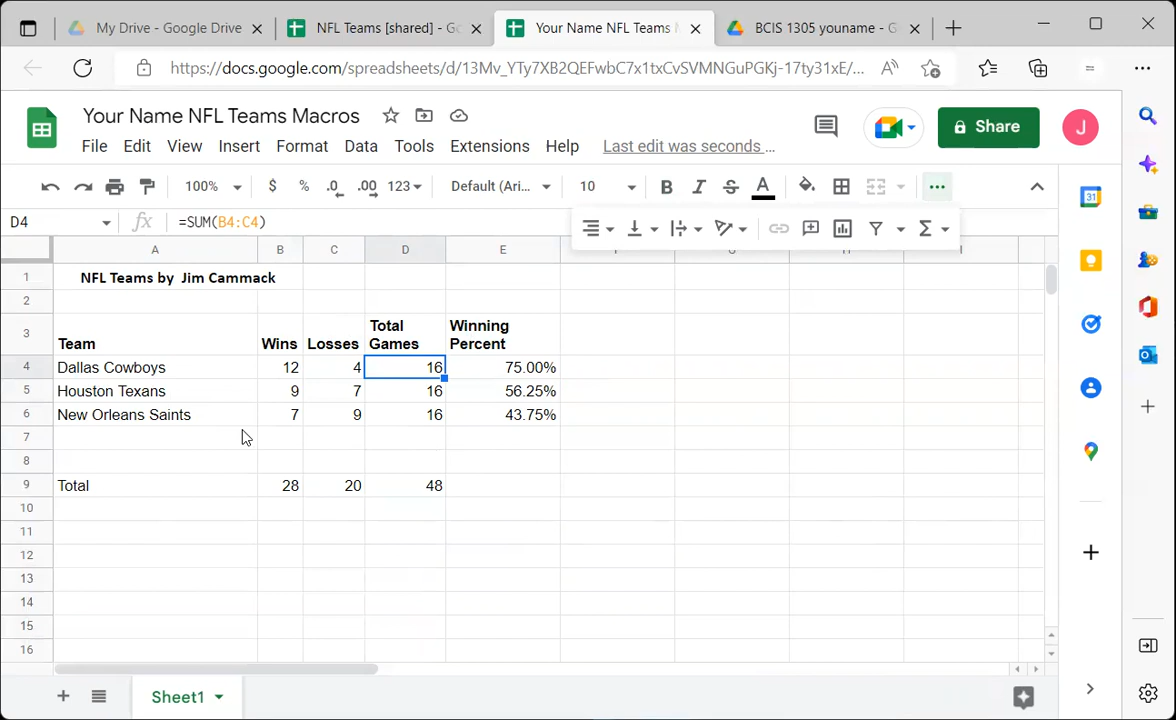 My Drive - Google Drive
NFL Teams [shared] - Go
Your Name NFL Teams M
BCIS 1305 youname - G
https://docs.google.com/spreadsheets/d/13Mv_YTy7XB2QEFwbC7x1txCvSVMNGuPGKj-17ty31xE/...
Your Name NFL Teams Macros
Share
J
File Edit View Insert Format Data Tools Extensions Help Last edit was seconds ...
100% $ % .0 .00 123 Default (Ari... 10 B I S A
D4 fx =SUM(B4:C4)
A B C D E F G H I
1 NFL Teams by Jim Cammack
2
3 Team Wins Losses Total Games Winning Percent
4 Dallas Cowboys 12 4 16 75.00%
5 Houston Texans 9 7 16 56.25%
6 New Orleans Saints 7 9 16 43.75%
7
8
9 Total 28 20 48
10
11
12
13
14
15
16
Sheet1